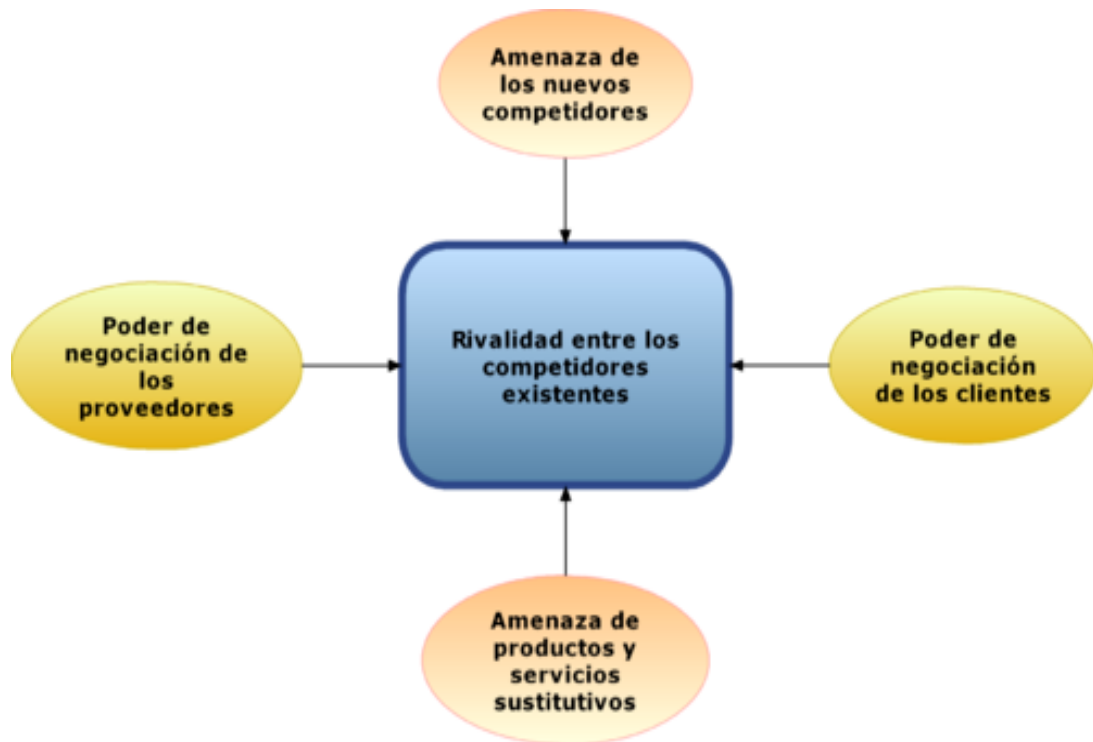 Amenaza de
los nuevos
competidores
Poder de
negociación de
los
proveedores
Rivalidad entre los
competidores
existentes
Poder de
negociación
de los clientes
Amenaza de
productos y
servicios
sustitutivos